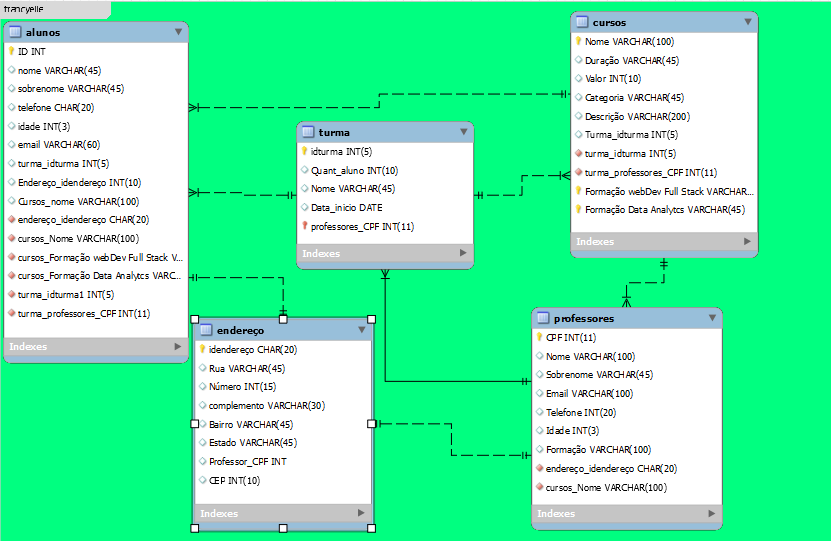 francyelle
alunos
ID INT
nome VARCHAR(45)
sobrenome VARCHAR(45)
telefone CHAR(20)
idade INT(3)
email VARCHAR(60)
turma_idturma INT(5)
Endereço_idendereço INT(10)
Cursos_nome VARCHAR(100)
endereço_idendereço CHAR(20)
cursos_Nome VARCHAR(100)
cursos_Formação webDev Full Stack V...
cursos_Formação Data Analytcs VARC...
turma_idturma1 INT(5)
turma_professores_CPF INT(11)
Indexes
turma
idturma INT(5)
Quant_aluno INT(10)
Nome VARCHAR(45)
Data_inicio DATE
professores_CPF INT(11)
Indexes
cursos
Nome VARCHAR(100)
Duração VARCHAR(45)
Valor INT(10)
Categoria VARCHAR(45)
Descrição VARCHAR(200)
Turma_idturma INT(5)
turma_idturma INT(5)
turma_professores_CPF INT(11)
Formação webDev Full Stack VARCHAR...
Formação Data Analytcs VARCHAR(45)
Indexes
endereço
idendereço CHAR(20)
Rua VARCHAR(45)
Número INT(15)
complemento VARCHAR(30)
Bairro VARCHAR(45)
Estado VARCHAR(45)
Professor_CPF INT
CEP INT(10)
Indexes
professores
CPF INT(11)
Nome VARCHAR(100)
Sobrenome VARCHAR(45)
Email VARCHAR(100)
Telefone INT(20)
Idade INT(3)
Formação VARCHAR(100)
endereço_idendereço CHAR(20)
cursos_Nome VARCHAR(100)
Indexes